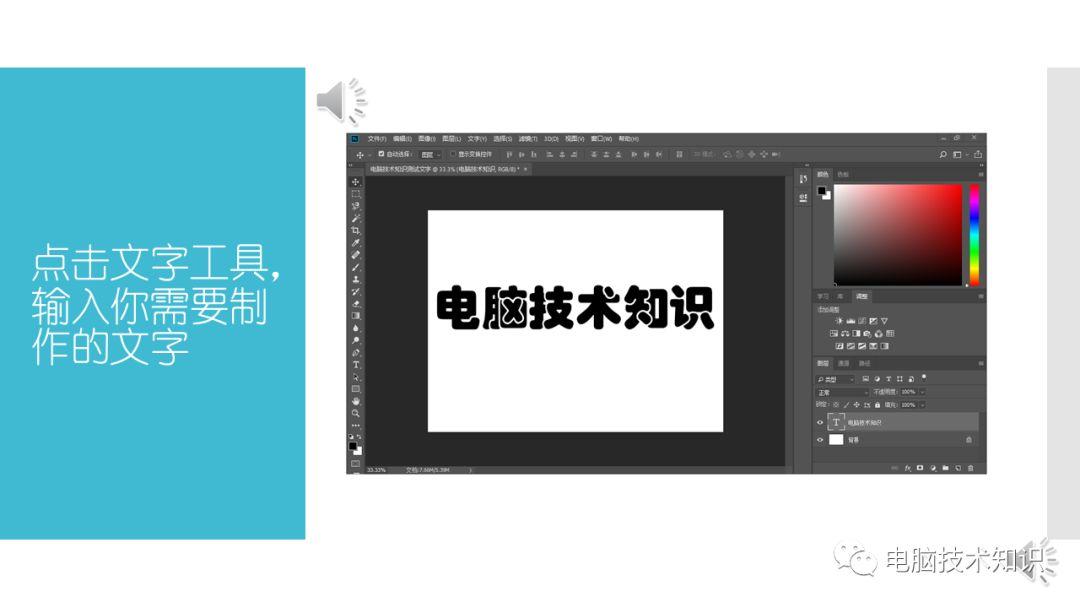 点击文字工具，
输入你需要制
作的文字
文件(F) 编辑(E) 图像(I) 图层(L) 文字(Y) 选择(S) 滤镜(T) 3D(D) 视图(V) 窗口(W) 帮助(H)
自动选择： 图层 显示变换控件
电脑技术知识测试文字 @ 33.3% (电脑技术知识, RGB/8) * ×
颜色 色板
电脑技术知识
学习 库 调整
添加调整
图层 通道 路径
类型
正常 不透明度: 100%
锁定: 填充: 100%
T 电脑技术知识
背景
33.33% 文档:7.66M/5.39M
电脑技术知识